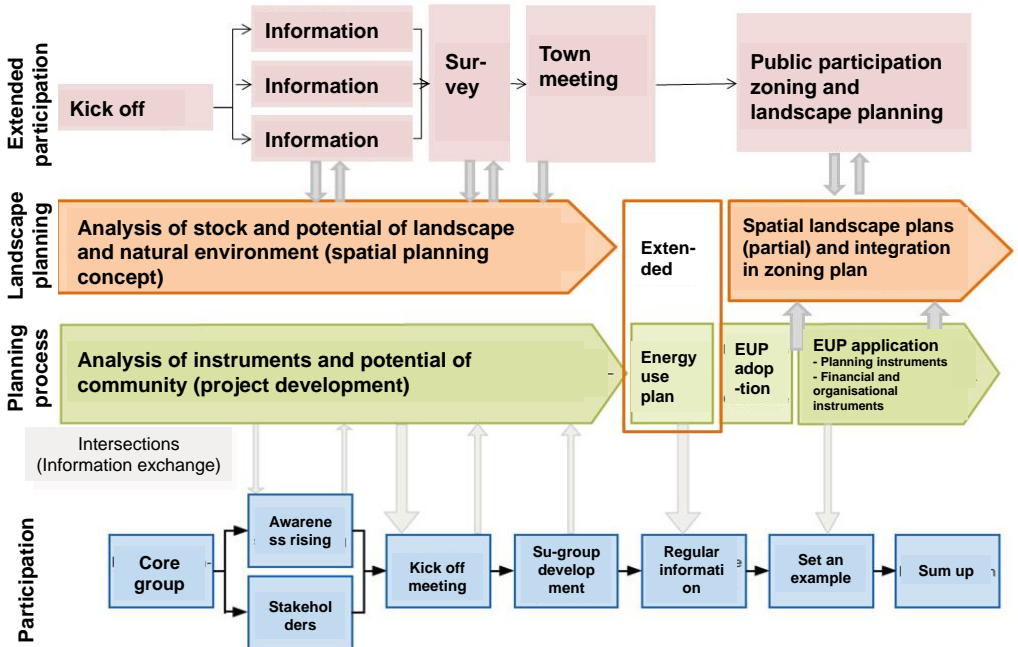 Extended
participation
Kick off
Information
Information
Information
Sur-
vey
Town
meeting
Public participation
zoning and
landscape planning
Landscape
planning
Analysis of stock and potential of landscape
and natural environment (spatial planning
concept)
Exten-
ded
Spatial landscape plans
(partial) and integration
in zoning plan
Planning
process
Analysis of instruments and potential of
community (project development)
Energy
use
plan
EUP
adop
-tion
EUP application
- Planning instruments
- Financial and
organisational
instruments
Intersections
(Information exchange)
Participation
Core
group
Awarene
ss rising
Stakehol
ders
Kick off
meeting
Su-group
develop
ment
Regular
informati
on
Set an
example
Sum up